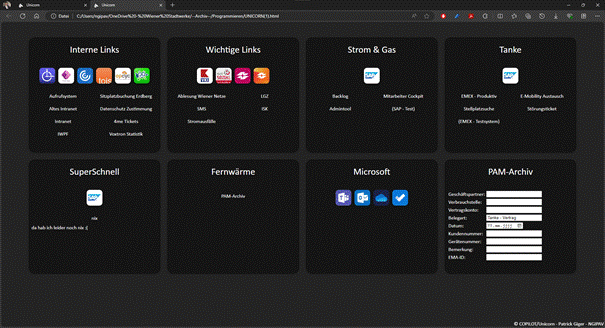 Unicorn
Unicorn
Datei
C:/Users/ngipav/OneDrive%20-%20Wiener%20Stadtwerke/--Archiv--/Programmieren/UNICORN(1).html
Interne Links
Aufrufsystem
Sitzplatzbuchung Erdberg
Altes Intranet
Datenschutz Zustimmung
Intranet
4me Tickets
IWPF
Voxtron Statistik
Wichtige Links
Ablesung Wiener Netze
LGZ
SMS
ISK
Stromausfälle
Strom & Gas
Backlog
Mitarbeiter Cockpit
Admintool
(SAP - Test)
Tanke
EMEX - Produktiv
E-Mobility Austausch
Stellplatzsuche
Störungsticket
(EMEX - Testsystem)
SuperSchnell
nix
da hab ich leider noch nix :(
Fernwärme
PAM-Archiv
Microsoft
PAM-Archiv
Geschäftspartner:
Verbrauchsstelle:
Vertragskonto:
Belegart: Tanke - Vertrag
Datum: tt.mm.jjjj
Kundennummer:
Gerätenummer:
Bemerkung:
EMA-ID:
© COPILOT/Unicorn - Patrick Giger - NGIPAV